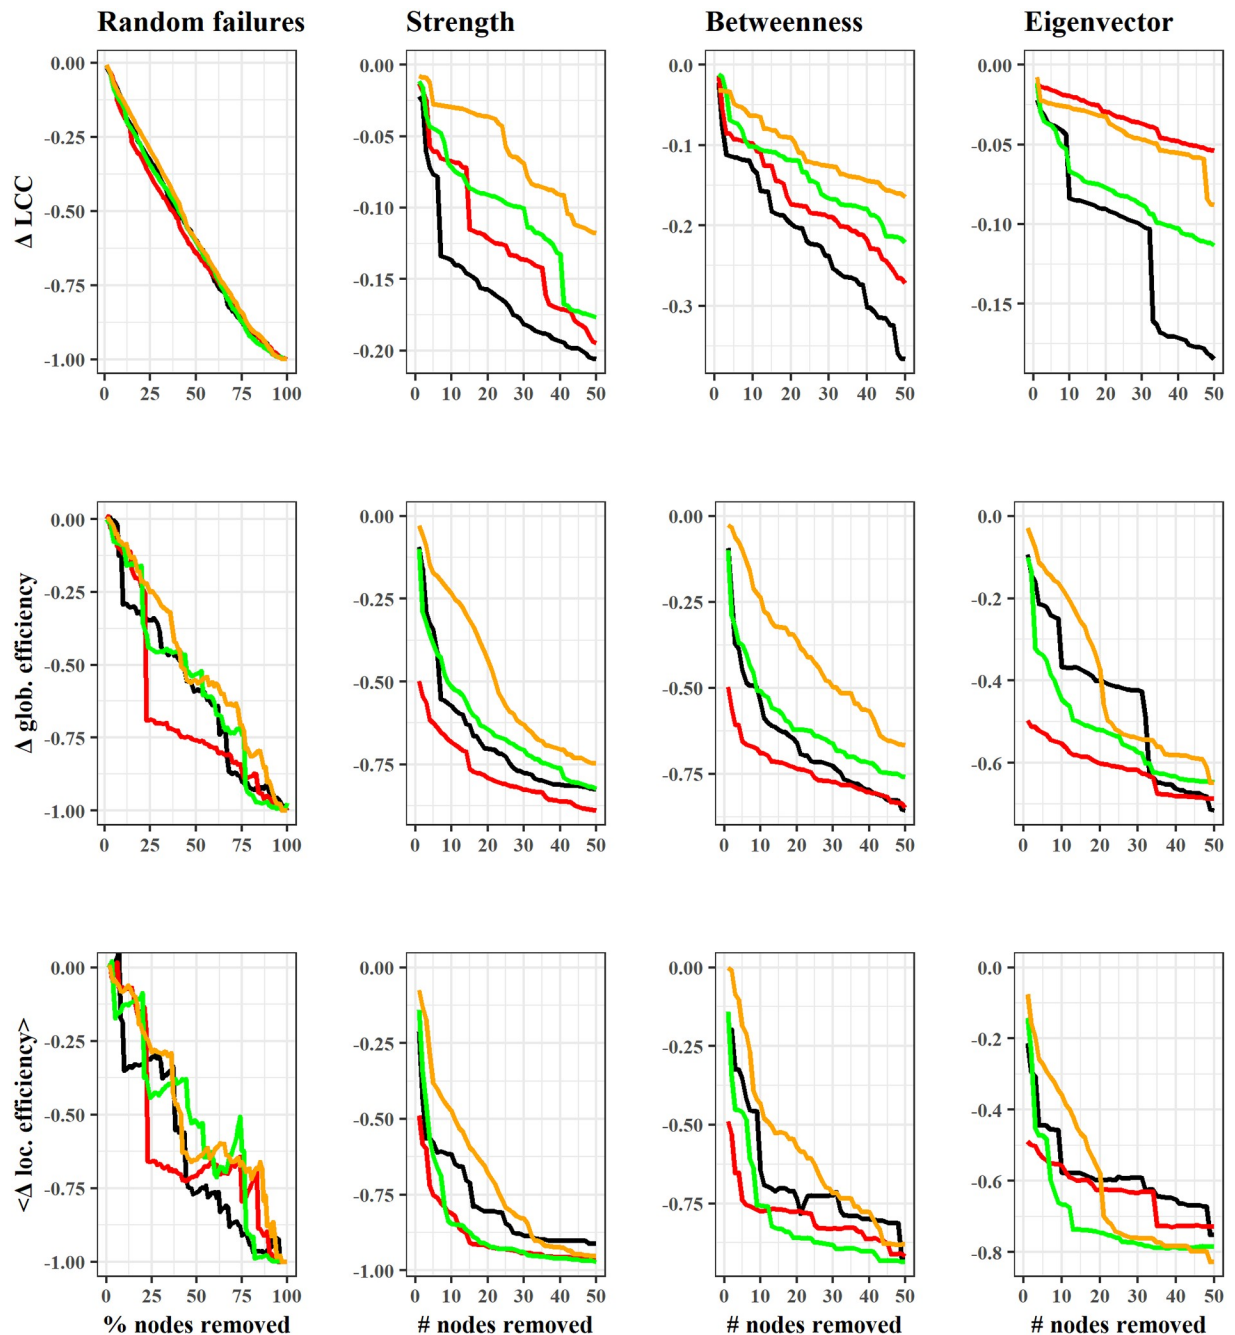 Random failures
Strength
Betweenness
Eigenvector
Δ LCC
0.00
-0.25
-0.50
-0.75
-1.00
0 25 50 75 100
0.00
-0.05
-0.10
-0.15
-0.20
0 10 20 30 40 50
0.0
-0.1
-0.2
-0.3
0 10 20 30 40 50
0.00
-0.05
-0.10
-0.15
0 10 20 30 40 50
Δ glob. efficiency
0.00
-0.25
-0.50
-0.75
-1.00
0 25 50 75 100
0.00
-0.25
-0.50
-0.75
0 10 20 30 40 50
0.00
-0.25
-0.50
-0.75
0 10 20 30 40 50
0.0
-0.2
-0.4
-0.6
0 10 20 30 40 50
<Δ loc. efficiency>
0.00
-0.25
-0.50
-0.75
-1.00
0 25 50 75 100
% nodes removed
0.00
-0.25
-0.50
-0.75
-1.00
0 10 20 30 40 50
# nodes removed
0.00
-0.25
-0.50
-0.75
0 10 20 30 40 50
# nodes removed
0.0
-0.2
-0.4
-0.6
-0.8
0 10 20 30 40 50
# nodes removed